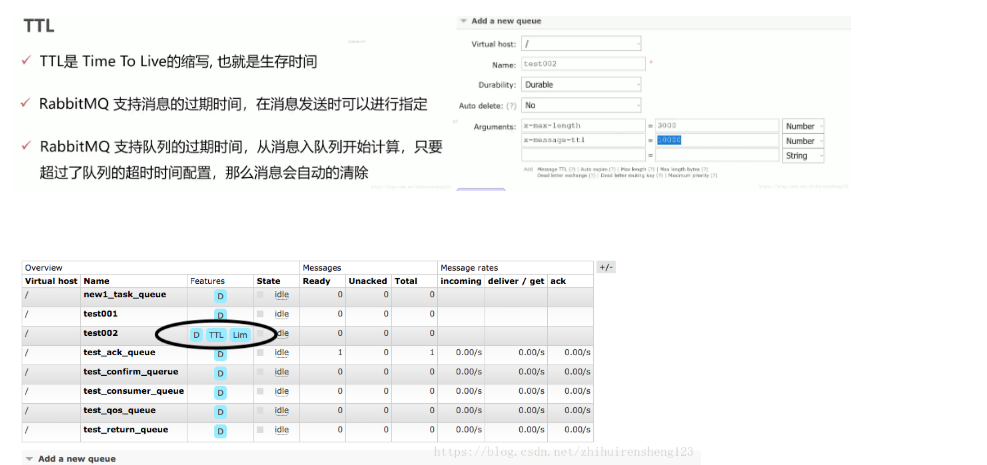 TTL
TTL是 Time To Live的缩写, 也就是生存时间
RabbitMQ 支持消息的过期时间，在消息发送时可以进行指定
RabbitMQ 支持队列的过期时间，从消息入队列开始计算，只要
超过了队列的超时时间配置，那么消息会自动的清除
Add a new queue
Virtual host: /
Name: test002 *
Durability: Durable
Auto delete: (?) No
Arguments: x-max-length = 3000 Number
x-message-ttl = 10000 Number
= String
Add Message TTL (?) | Auto expire (?) | Max length (?) | Max length bytes (?)
Dead letter exchange (?) | Dead letter routing key (?) | Maximum priority (?)
Overview Messages Message rates +/-
Virtual host Name Features State Ready Unacked Total incoming deliver / get ack
/ new1_task_queue D idle 0 0 0
/ test001 D idle 0 0 0
/ test002 D TTL Lim idle 0 0 0
/ test_ack_queue D idle 1 0 1 0.00/s 0.00/s 0.00/s
/ test_confirm_querue D idle 0 0 0 0.00/s 0.00/s 0.00/s
/ test_consumer_queue D idle 0 0 0 0.00/s 0.00/s 0.00/s
/ test_qos_queue D idle 0 0 0 0.00/s 0.00/s 0.00/s
/ test_return_queue D idle 0 0 0 0.00/s 0.00/s 0.00/s
https://blog.csdn.net/zhihuirensheng123
Add a new queue